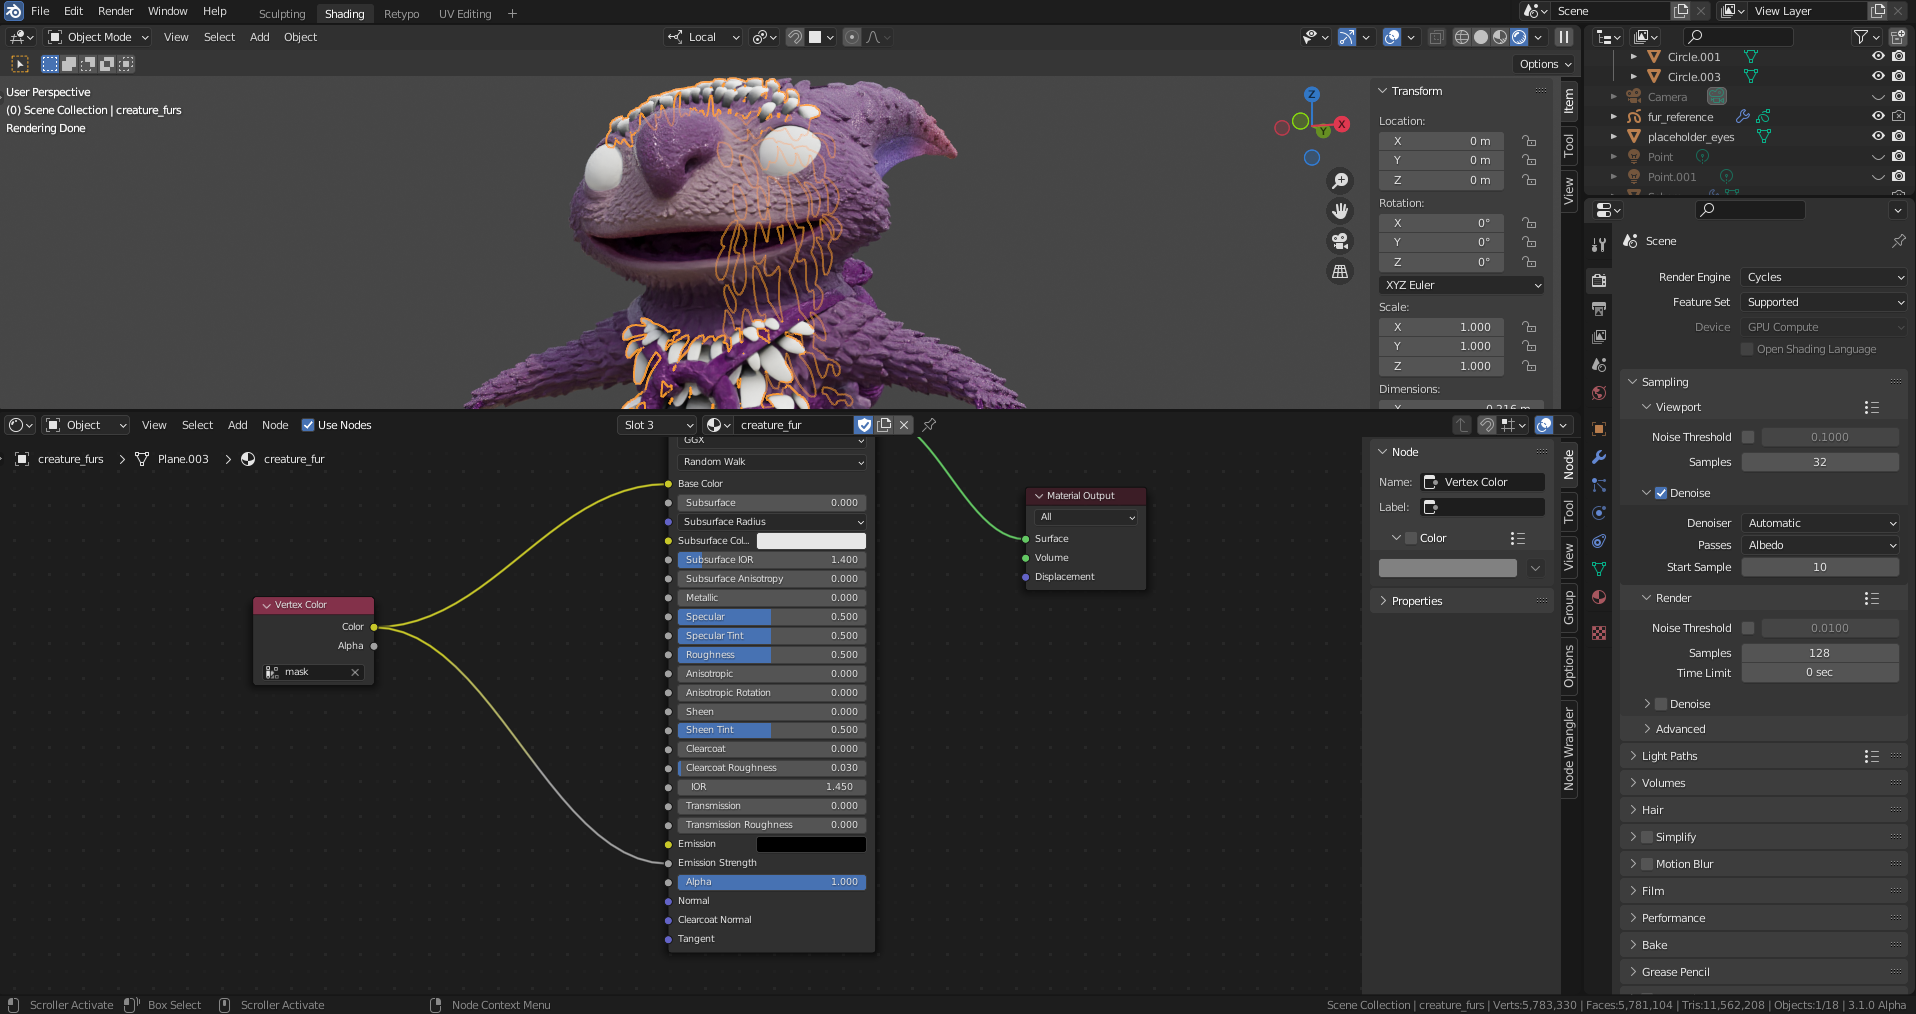 File Edit Render Window Help Sculpting Shading Retypo UV Editing + Scene View Layer
Object Mode View Select Add Object Local
Options
User Perspective
(0) Scene Collection | creature_furs
Rendering Done
Z
X
Y
Transform
Location:
X 0 m
Y 0 m
Z 0 m
Rotation:
X 0°
Y 0°
Z 0°
XYZ Euler
Scale:
X 1.000
Y 1.000
Z 1.000
Dimensions:
X 0.216 m
Item
Tool
View
Circle.001
Circle.003
Camera
fur_reference
placeholder_eyes
Point
Point.001
Scene
Render Engine Cycles
Feature Set Supported
Device GPU Compute
Open Shading Language
Sampling
Viewport
Noise Threshold 0.1000
Samples 32
Denoise
Denoiser Automatic
Passes Albedo
Start Sample 10
Render
Noise Threshold 0.0100
Samples 128
Time Limit 0 sec
Denoise
Advanced
Light Paths
Volumes
Hair
Simplify
Motion Blur
Film
Performance
Bake
Grease Pencil
Object View Select Add Node Use Nodes Slot 3 creature_fur
creature_furs > Plane.003 > creature_fur
Vertex Color
Color
Alpha
mask
GGX
Random Walk
Base Color
Subsurface 0.000
Subsurface Radius
Subsurface Col...
Subsurface IOR 1.400
Subsurface Anisotropy 0.000
Metallic 0.000
Specular 0.500
Specular Tint 0.500
Roughness 0.500
Anisotropic 0.000
Anisotropic Rotation 0.000
Sheen 0.000
Sheen Tint 0.500
Clearcoat 0.000
Clearcoat Roughness 0.030
IOR 1.450
Transmission 0.000
Transmission Roughness 0.000
Emission
Emission Strength
Alpha 1.000
Normal
Clearcoat Normal
Tangent
Material Output
All
Surface
Volume
Displacement
Node
Name: Vertex Color
Label:
Color
Properties
Node
Tool
View
Group
Options
Node Wrangler
Scroller Activate Box Select Scroller Activate Node Context Menu Scene Collection | creature_furs | Verts:5,783,330 | Faces:5,781,104 | Tris:11,562,208 | Objects:1/18 | 3.1.0 Alpha